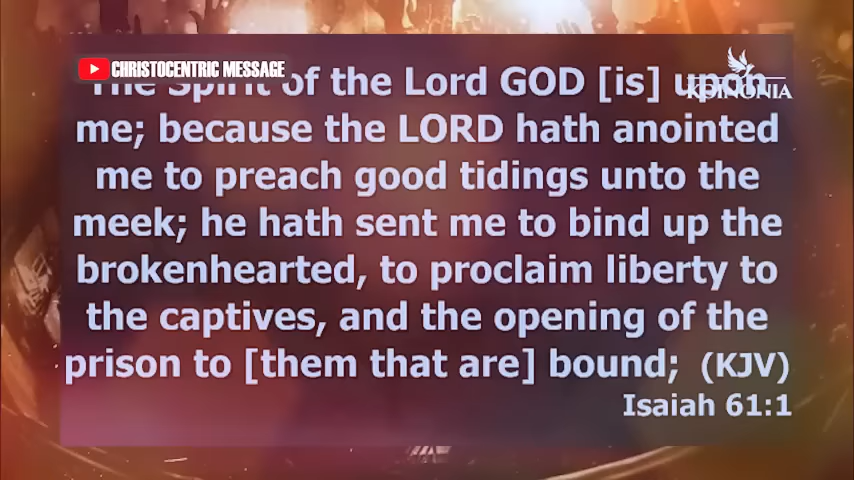 CHRISTOCENTRIC MESSAGE
KOINONIA
The Spirit of the Lord GOD [is] upon
me; because the LORD hath anointed
me to preach good tidings unto the
meek; he hath sent me to bind up the
brokenhearted, to proclaim liberty to
the captives, and the opening of the
prison to [them that are] bound; (KJV)
Isaiah 61:1